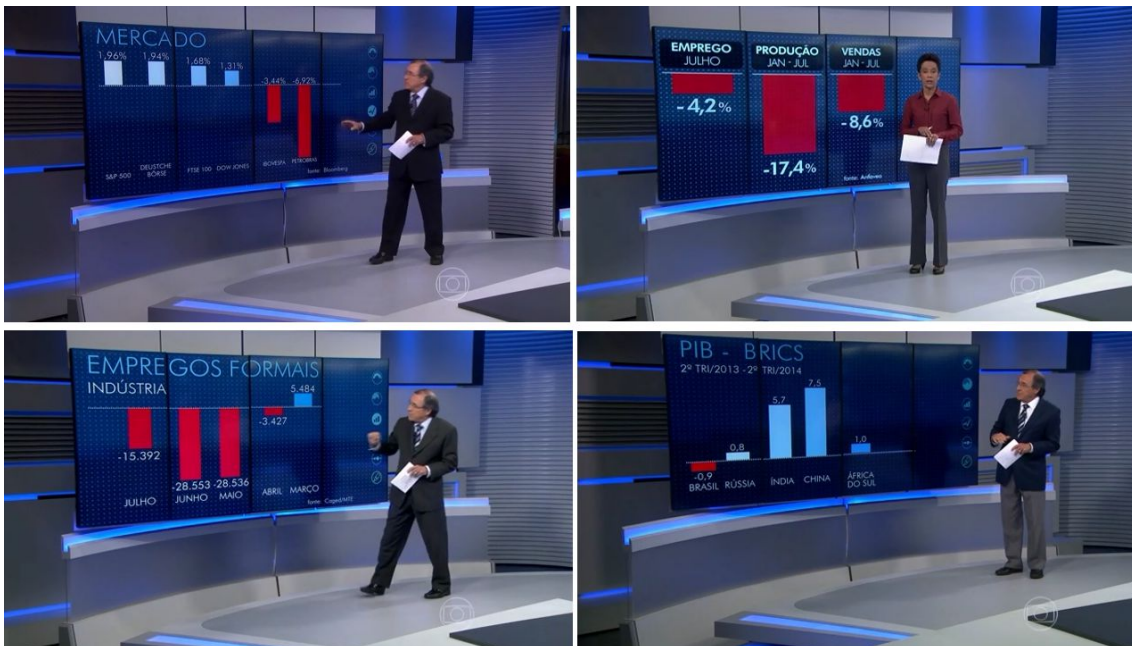 MERCADO
1,96% 1,94% 1,68% 1,31%
-3,44% -6,92%
S&P 500 DEUSTCHE BÖRSE FTSE 100 DOW JONES BOVESPA PETROBRAS
fonte: Bloomberg
EMPREGO
JULHO
-4,2%
PRODUÇÃO
JAN - JUL
-17,4%
VENDAS
JAN - JUL
-8,6%
fonte: Anfavea
EMPREGOS FORMAIS
INDÚSTRIA
5.484
-3.427
-15.392
-28.553 -28.536
JULHO JUNHO MAIO ABRIL MARÇO
fonte: Caged/MTE
PIB - BRICS
2º TRI/2013 - 2º TRI/2014
7,5
5,7
0,8 1,0
-0,9
BRASIL RÚSSIA ÍNDIA CHINA ÁFRICA
DO SUL